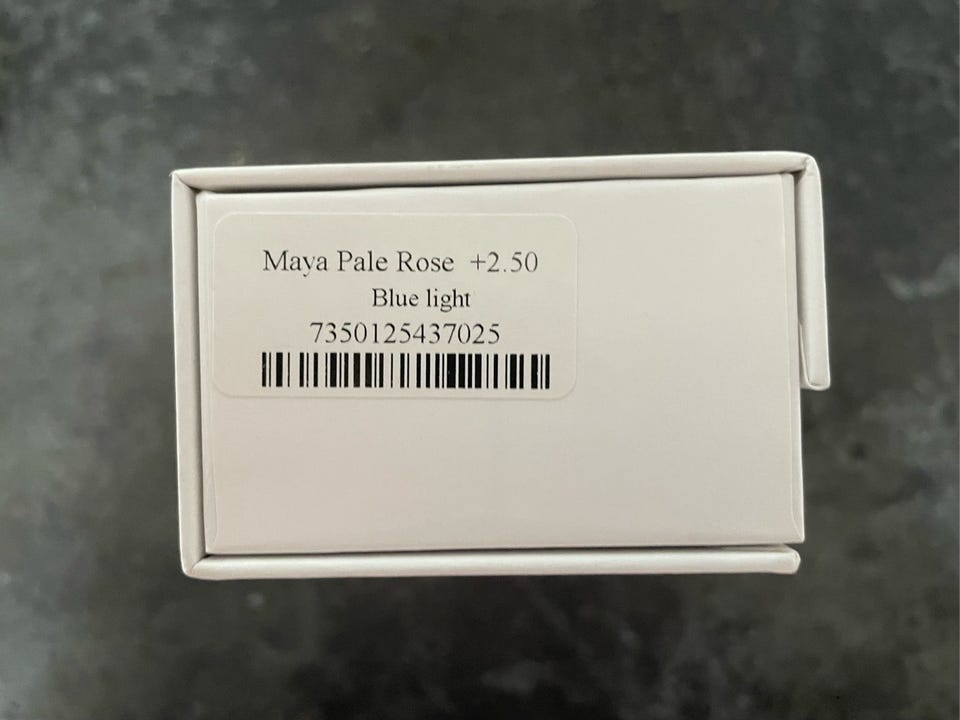 Maya Pale Rose +2.50
Blue light
7350125437025